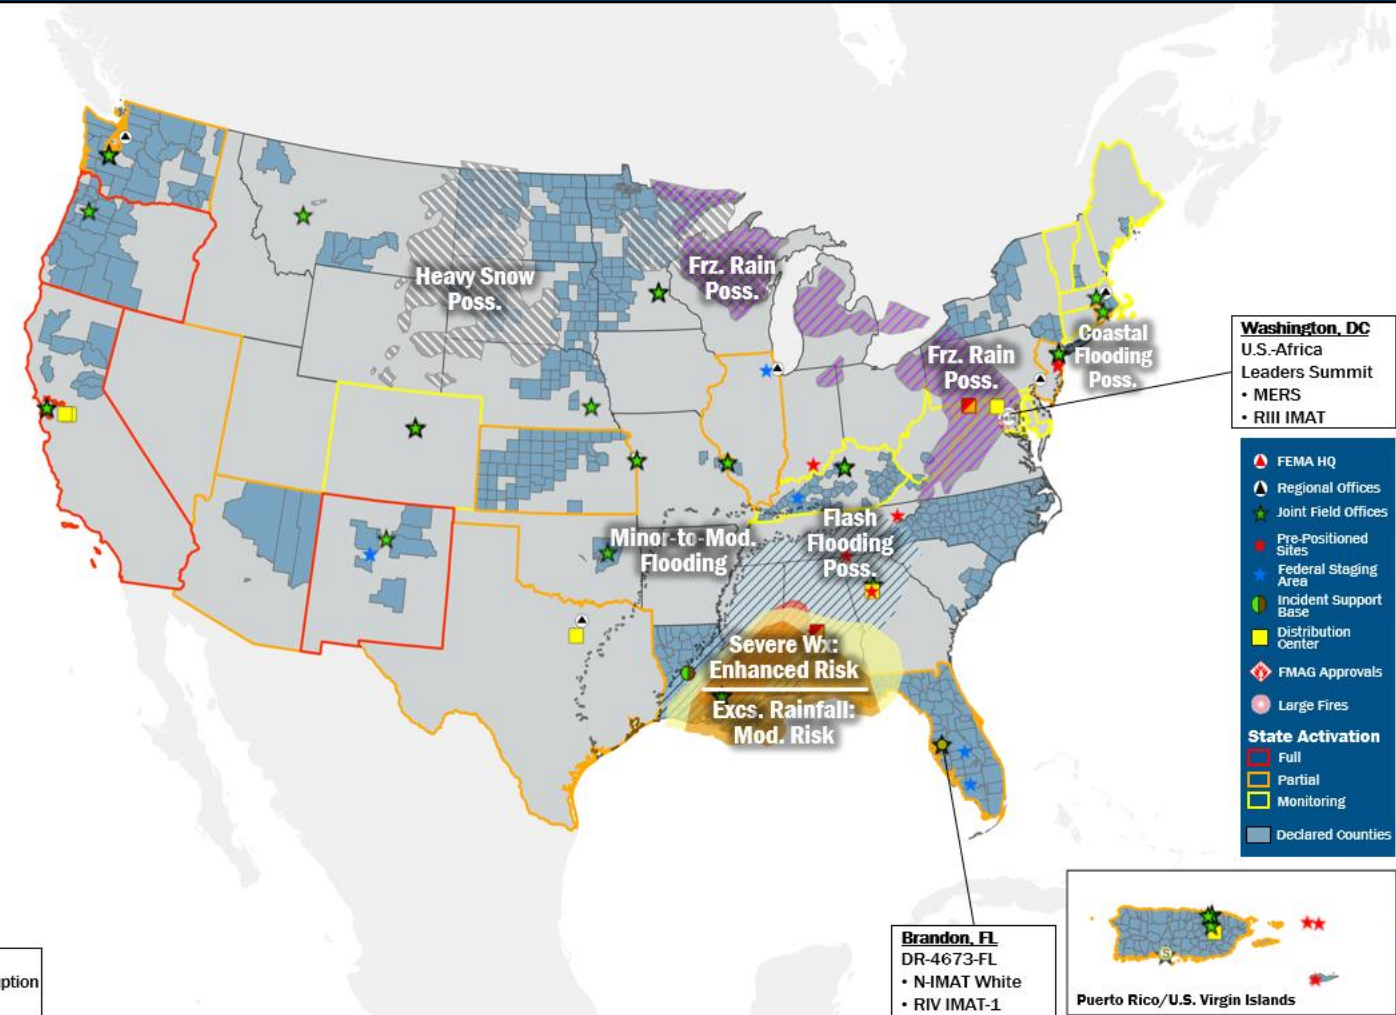 Heavy Snow
Poss.
Frz. Rain
Poss.
Frz. Rain
Poss.
Coastal
Flooding
Poss.
Washington, DC
U.S.-Africa
Leaders Summit
• MERS
• RIII IMAT
Minor-to-Mod.
Flooding
Flash
Flooding
Poss.
Severe Wx:
Enhanced Risk
Excs. Rainfall:
Mod. Risk
FEMA HQ
Regional Offices
Joint Field Offices
Pre-Positioned
Sites
Federal Staging
Area
Incident Support
Base
Distribution
Center
FMAG Approvals
Large Fires
State Activation
Full
Partial
Monitoring
Declared Counties
Brandon, FL
DR-4673-FL
• N-IMAT White
• RIV IMAT-1
S
Puerto Rico/U.S. Virgin Islands
ption